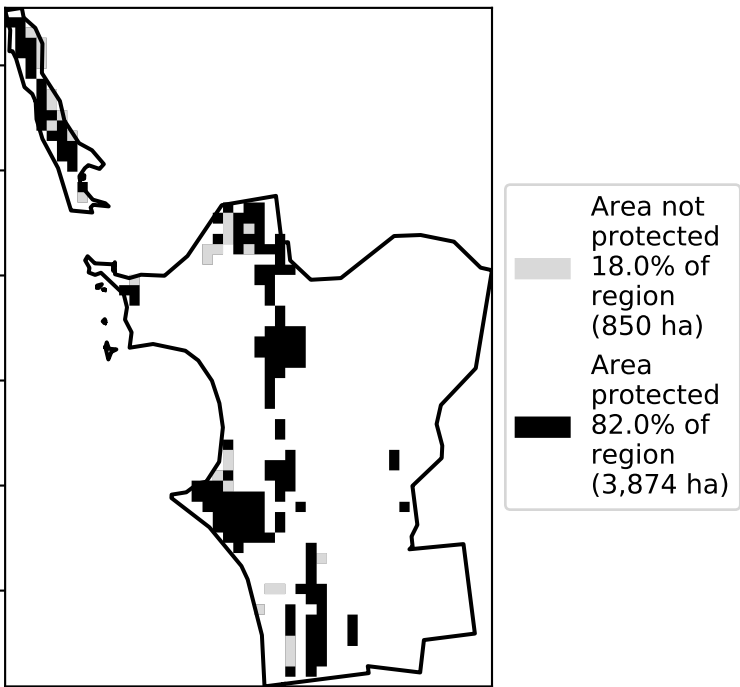 Area not
protected
18.0% of
region
(850 ha)
Area
protected
82.0% of
region
(3,874 ha)